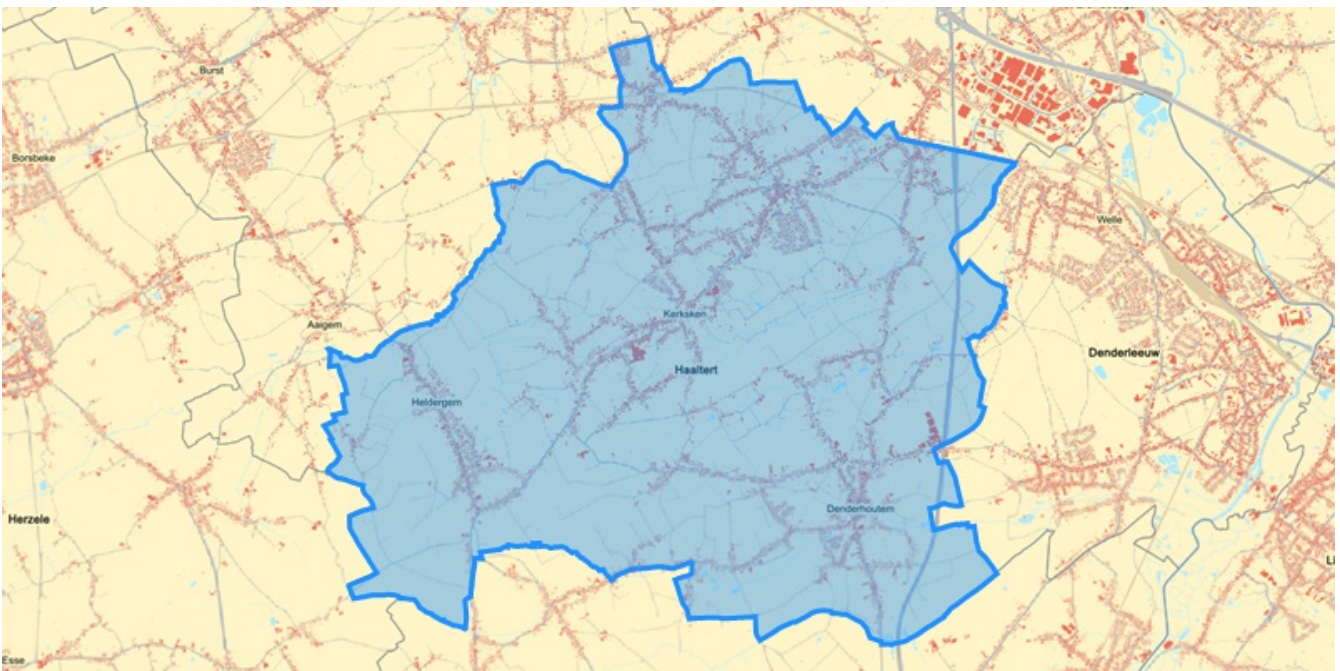 Burst
Borsbeke
Welle
Kerksken
Aaigem
Denderleeuw
Haaltert
Heldergem
Denderhoutem
Herzele
Esse